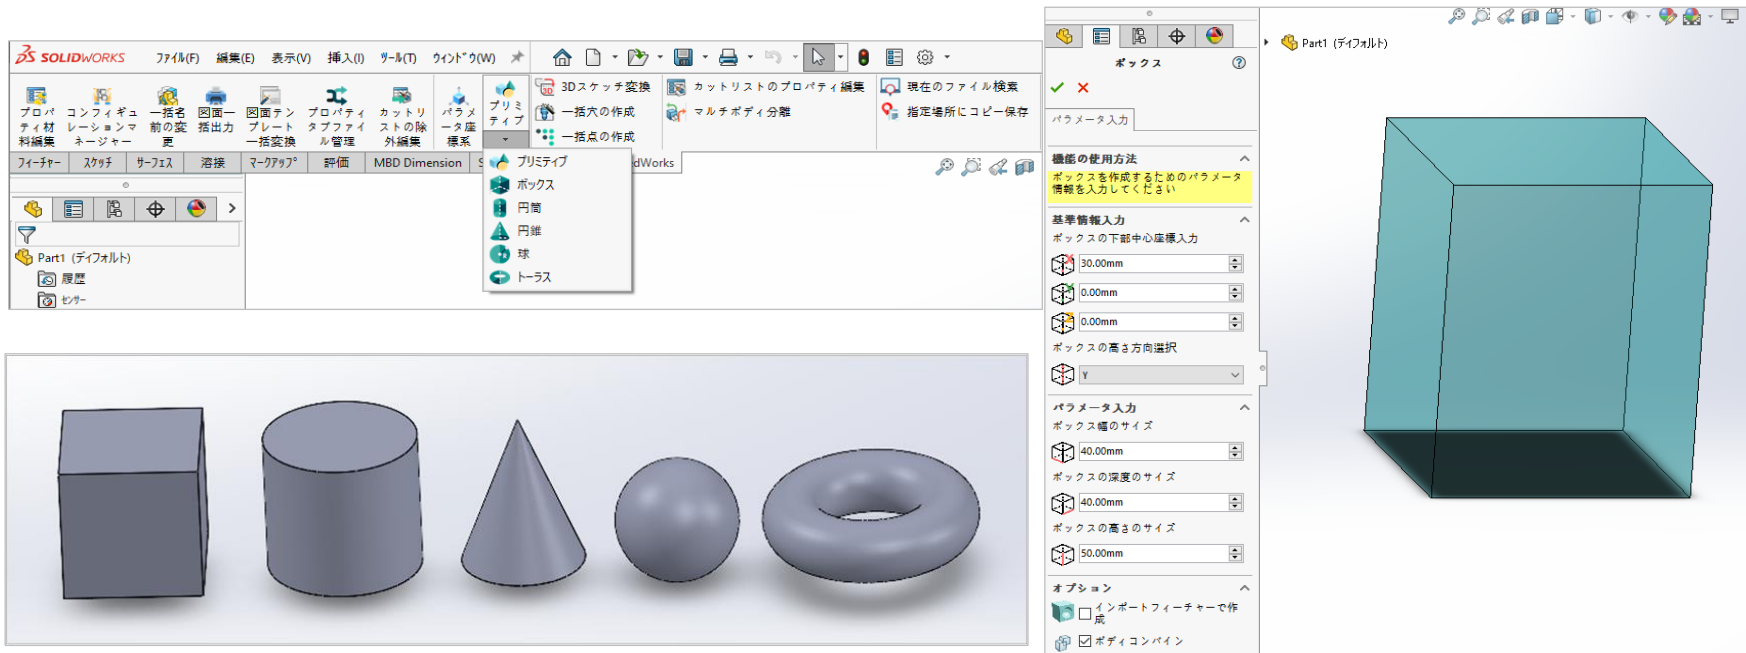 SOLIDWORKS ファイル(F) 編集(E) 表示(V) 挿入(I) ツール(T) ウィンドウ(W)
プロパ
ティ材
料編集
コンフィギュ
レーションマ
ネージャー
一括名
前の変
更
図面一
括出力
図面テン
プレート
一括変換
プロパティ
タブファイ
ル管理
カットリ
ストの除
外編集
パラメ
ータ座
標系
プリミ
ティブ
3Dスケッチ変換
一括穴の作成
一括点の作成
カットリストのプロパティ編集
マルチボディ分離
現在のファイル検索
指定場所にコピー保存
フィーチャー スケッチ サーフェス 溶接 マークアップ 評価 MBD Dimension S
dWorks
プリミティブ
ボックス
円筒
円錐
球
トーラス
Part1 (デフォルト)
履歴
センサー
ボックス
パラメータ入力
機能の使用方法
ボックスを作成するためのパラメータ
情報を入力してください
基準情報入力
ボックスの下部中心座標入力
30.00mm
0.00mm
0.00mm
ボックスの高さ方向選択
Y
パラメータ入力
ボックス幅のサイズ
40.00mm
ボックスの深度のサイズ
40.00mm
ボックスの高さのサイズ
50.00mm
オプション
インポートフィーチャーで作
成
ボディコンバイン
Part1 (デフォルト)